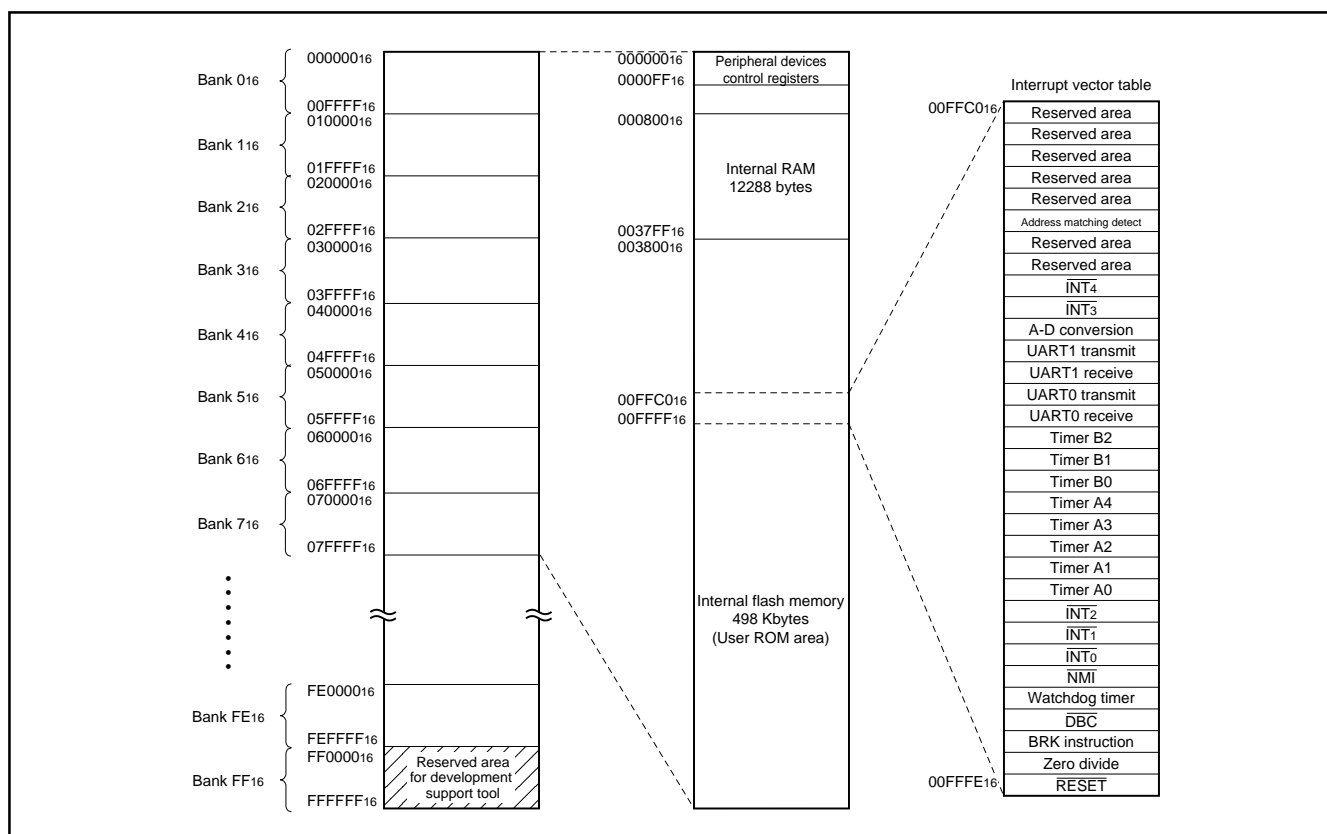 Bank 016
Bank 116
Bank 216
Bank 316
Bank 416
Bank 516
Bank 616
Bank 716
Bank FE16
Bank FF16
00000016
00FFFF16
01000016
01FFFF16
02000016
02FFFF16
03000016
03FFFF16
04000016
04FFFF16
05000016
05FFFF16
06000016
06FFFF16
07000016
07FFFF16
FE000016
FEFFFF16
FF000016
FFFFFF16
Reserved area
for development
support tool
00000016
0000FF16
00080016
0037FF16
00380016
00FFC016
00FFFF16
Peripheral devices
control registers
Internal RAM
12288 bytes
Internal flash memory
498 Kbytes
(User ROM area)
Interrupt vector table
00FFC016
00FFFE16
Reserved area
Reserved area
Reserved area
Reserved area
Reserved area
Address matching detect
Reserved area
Reserved area
INT4
INT3
A-D conversion
UART1 transmit
UART1 receive
UART0 transmit
UART0 receive
Timer B2
Timer B1
Timer B0
Timer A4
Timer A3
Timer A2
Timer A1
Timer A0
INT2
INT1
INT0
NMI
Watchdog timer
DBC
BRK instruction
Zero divide
RESET